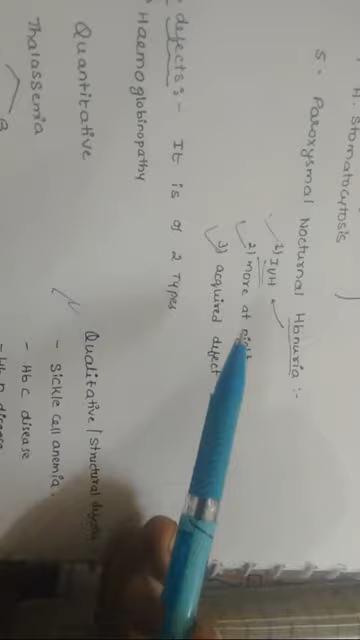 4. Stomatocytosis
5. Paroxysmal Nocturnal Hbnuria :-
1) IVH
2) more at
3) acquired defect
defects :- It is of 2 Types
Haemoglobinopathy
Quantitative
Qualitative / Structural
Thalassemia
- Sickle cell anemia.
- Hb C disease